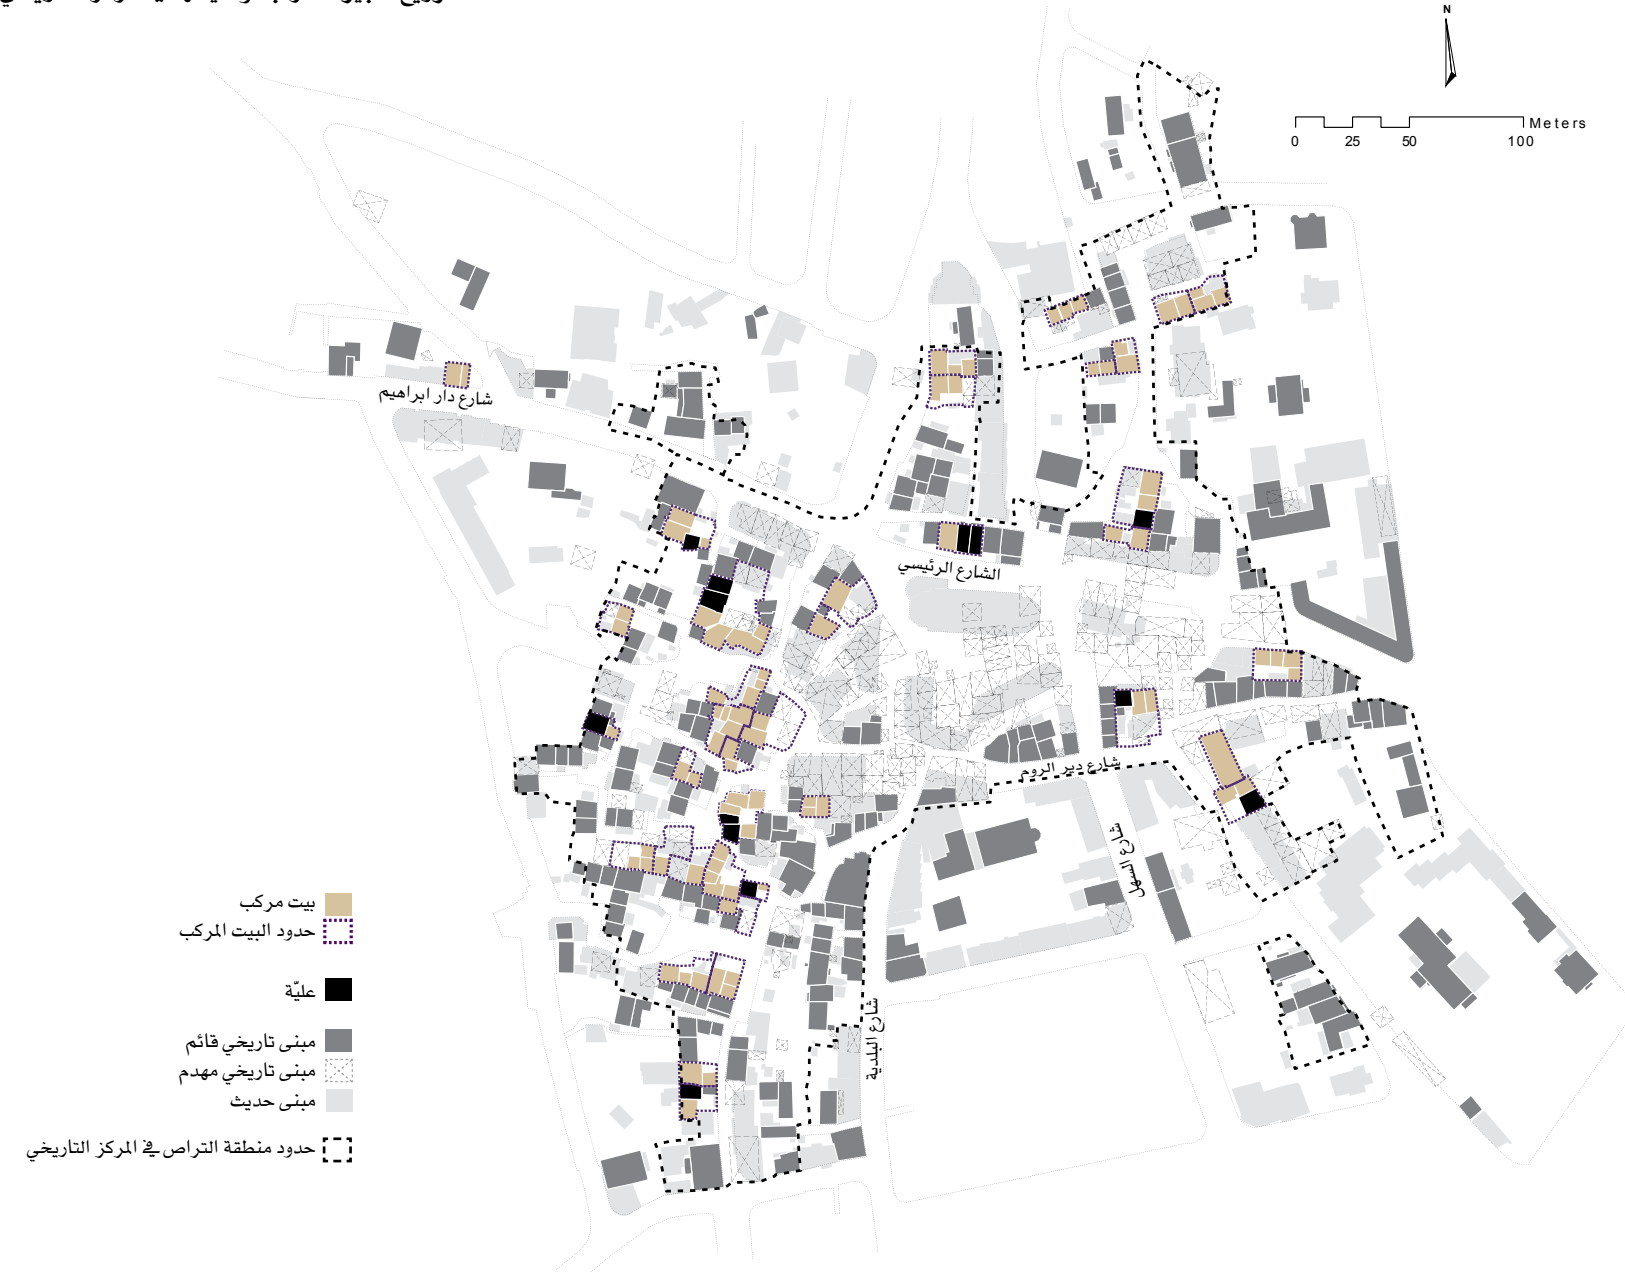 N
Meters
0 25 50 100
شارع دار ابراهيم
الشارع الرئيسي
شارع دير الروم
شارع السهل
شارع البلدية
بيت مركب
حدود البيت المركب
عليّة
مبنى تاريخي قائم
مبنى تاريخي مهدم
مبنى حديث
حدود منطقة التراص في المركز التاريخي